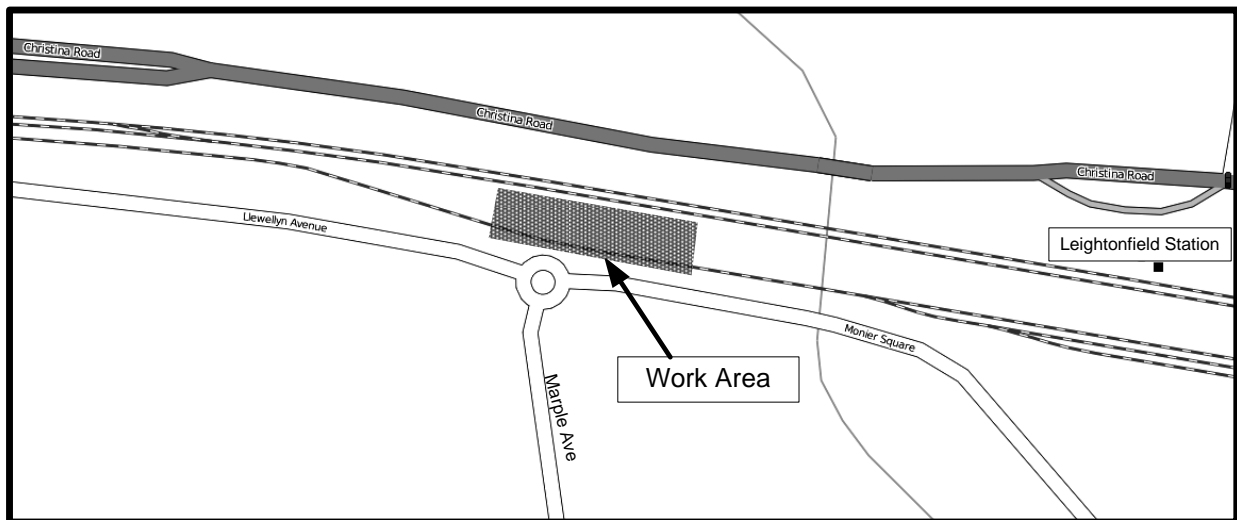 Christina Road
Christina Road
Christina Road
Llewellyn Avenue
Leightonfield Station
Monier Square
Work Area
Marple Ave